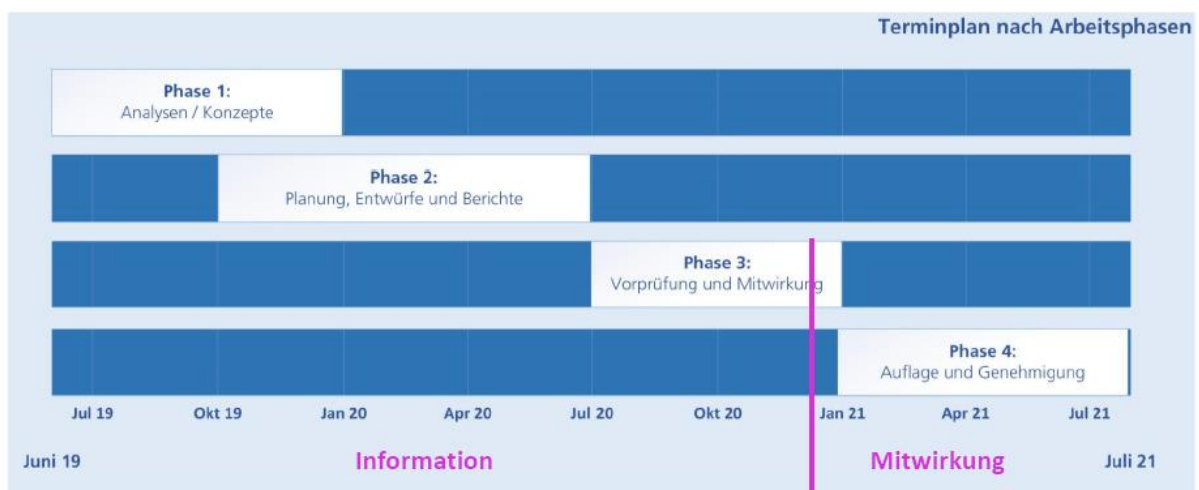 Terminplan nach Arbeitsphasen
Phase 1:
Analysen / Konzepte
Phase 2:
Planung, Entwürfe und Berichte
Phase 3:
Vorprüfung und Mitwirkung
Phase 4:
Auflage und Genehmigung
Jul 19 Okt 19 Jan 20 Apr 20 Jul 20 Okt 20 Jan 21 Apr 21 Jul 21
Juni 19 Information Mitwirkung Juli 21